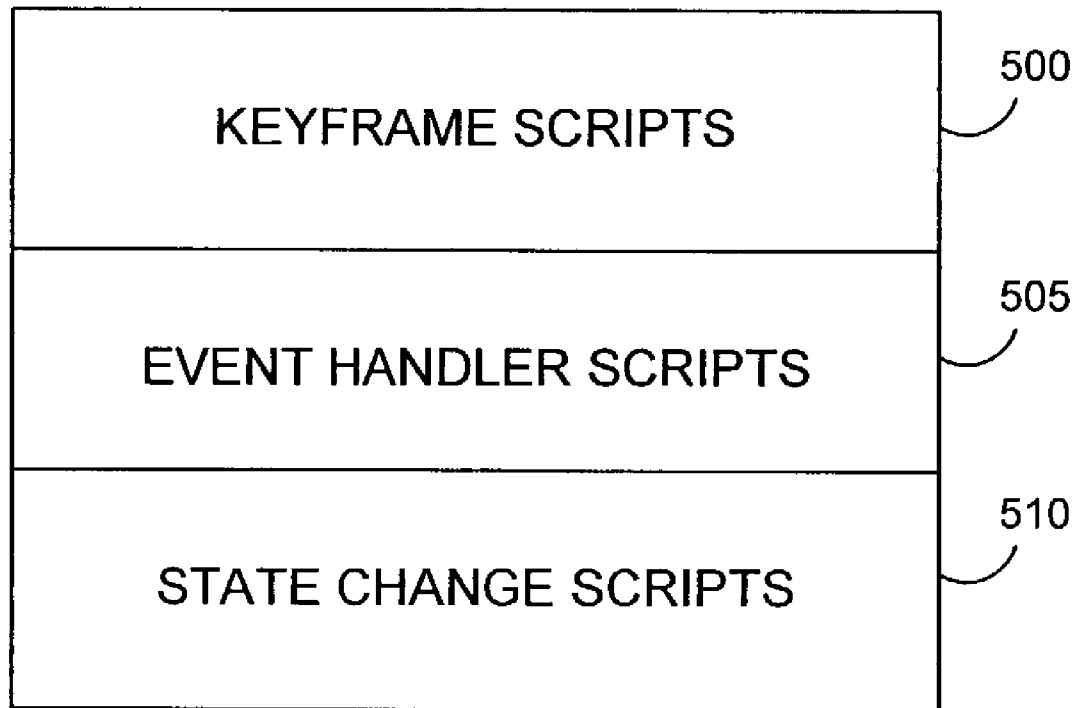 KEYFRAME SCRIPTS
500
EVENT HANDLER SCRIPTS
505
STATE CHANGE SCRIPTS
510